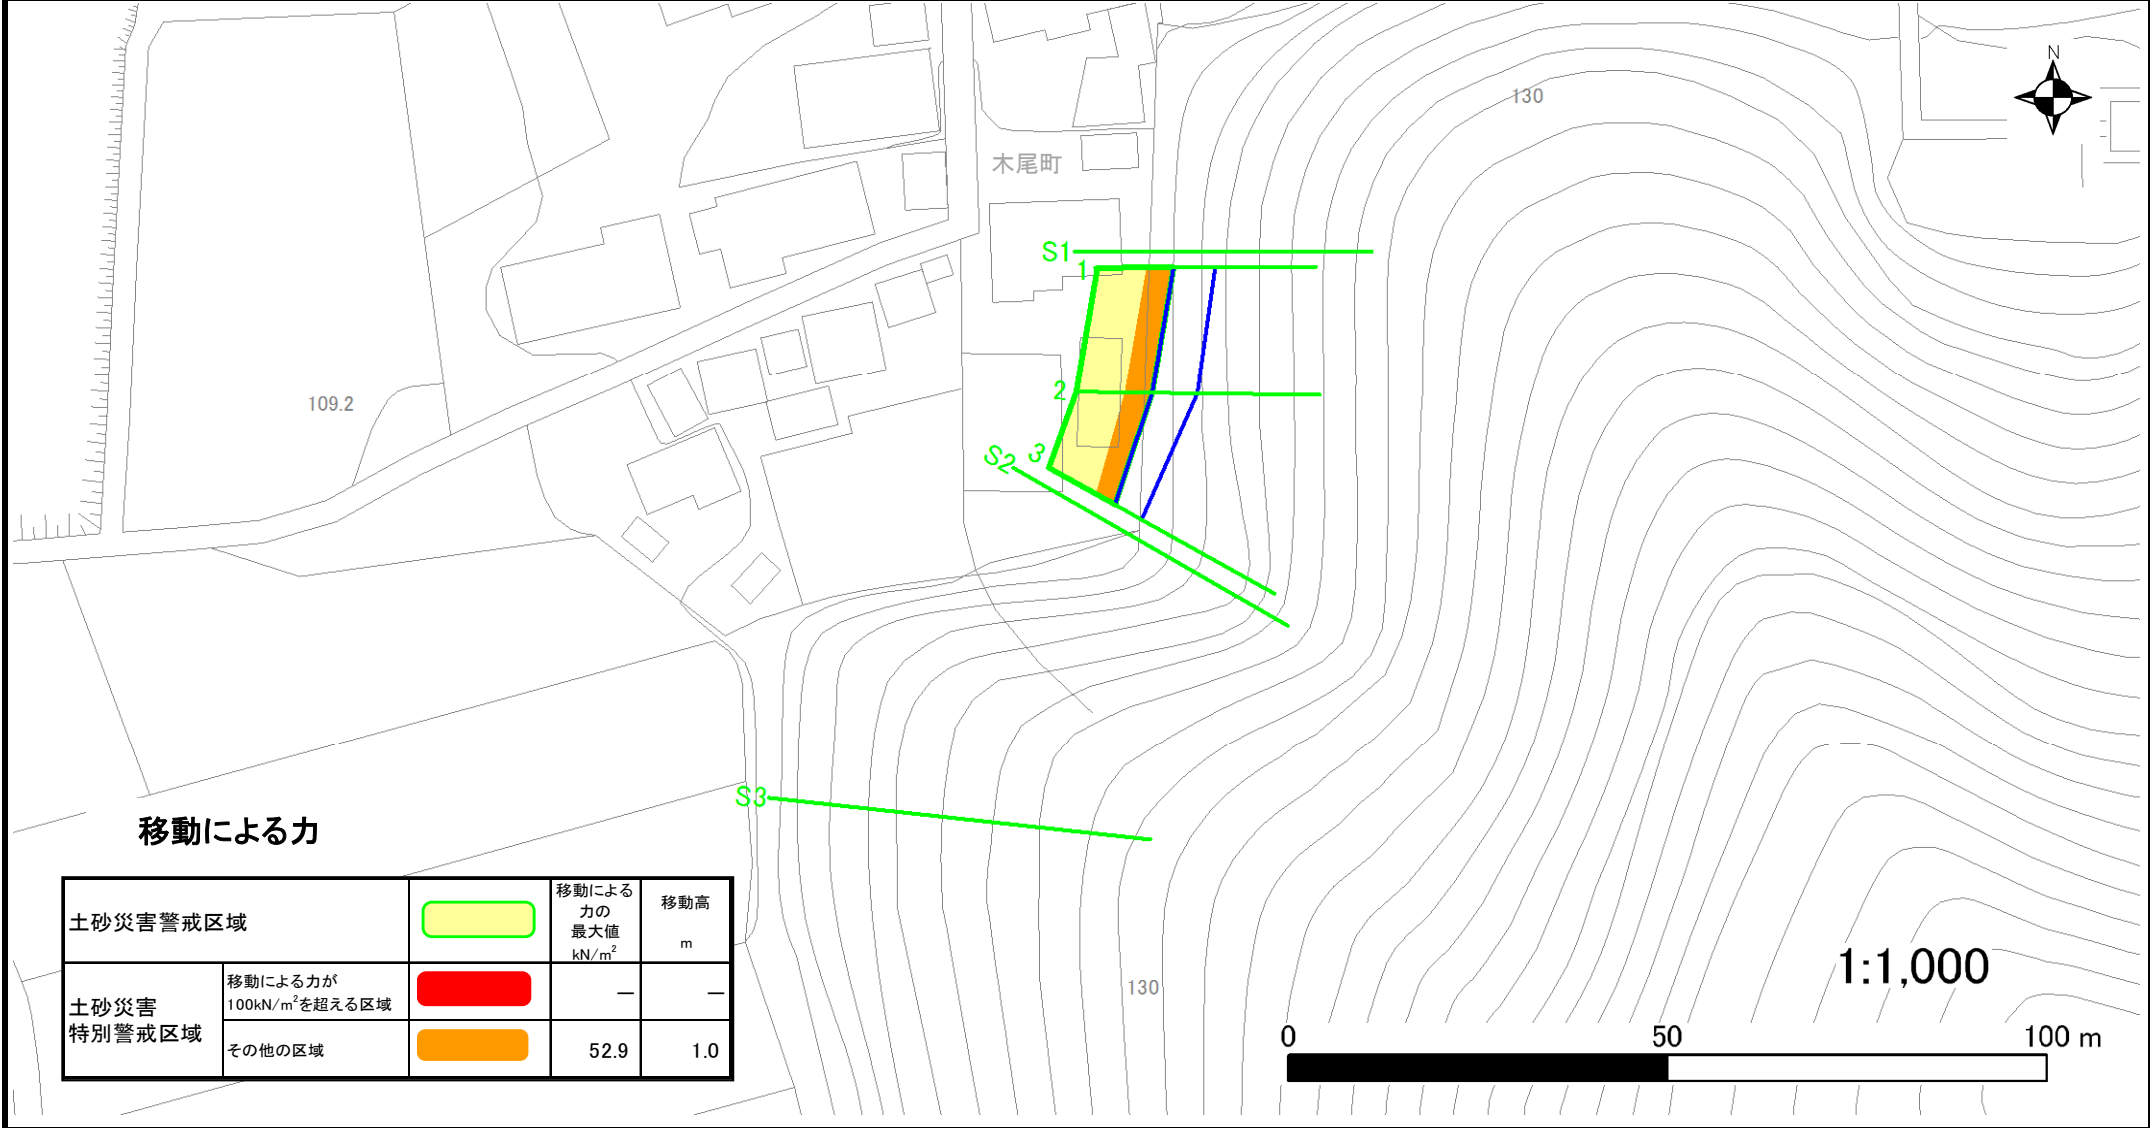 N
130
木尾町
S1
1
2
109.2
3
S2
S3
移動による力
土砂災害警戒区域
移動による
力の
最大値
kN/m²
移動高
m
土砂災害
特別警戒区域
移動による力が
100kN/m²を超える区域
—
—
その他の区域
52.9
1.0
130
1:1,000
0
50
100 m